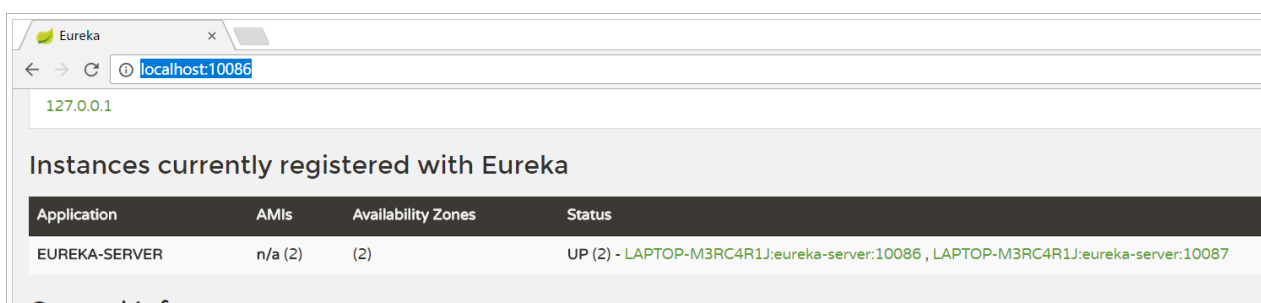 Eureka
localhost:10086
127.0.0.1
Instances currently registered with Eureka
Application AMIs Availability Zones Status
EUREKA-SERVER n/a (2) (2) UP (2) - LAPTOP-M3RC4R1J:eureka-server:10086 , LAPTOP-M3RC4R1J:eureka-server:10087